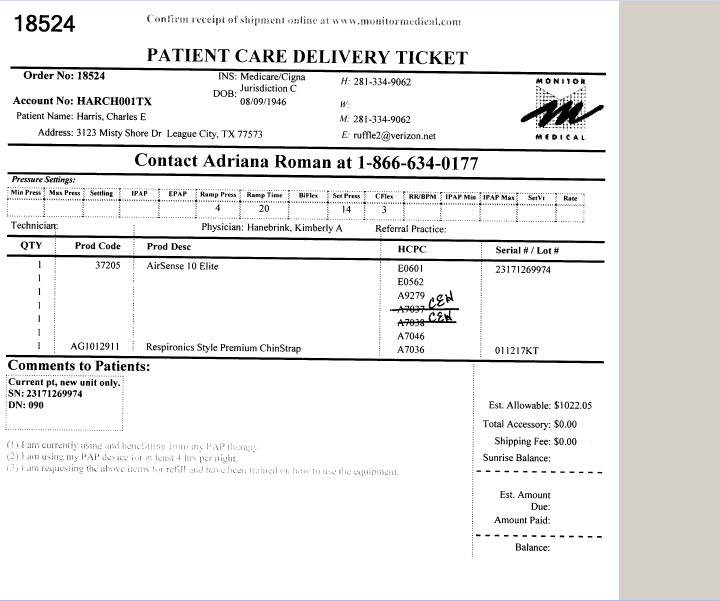 18524
Confirm receipt of shipment online at www.monitormedical.com
PATIENT CARE DELIVERY TICKET
Order No: 18524
INS: Medicare/Cigna
Jurisdiction C
H: 281-334-9062
MONITOR
MEDICAL
DOB: 08/09/1946
W:
Account No: HARCH001TX
Patient Name: Harris, Charles E
M: 281-334-9062
Address: 3123 Misty Shore Dr League City, TX 77573
E: ruffle2@verizon.net
Contact Adriana Roman at 1-866-634-0177
Pressure Settings:
Min Press Max Press Settling IPAP EPAP Ramp Press Ramp Time BiFlex Set Press CFlex RR/BPM IPAP Min IPAP Max SetVt Rate
4 20 14 3
Technician: Physician: Hanebrink, Kimberly A Referral Practice:
QTY Prod Code Prod Desc HCPC Serial # / Lot #
1 37205 AirSense 10 Elite E0601 23171269974
1 E0562
1 A9279
1 A7037 CEH
1 A7038 CEH
1 A7046
1 AG1012911 Respironics Style Premium ChinStrap A7036 011217KT
Comments to Patients:
Current pt, new unit only.
SN: 23171269974
DN: 090
(1) I am currently using and benefitting from my PAP therapy.
(2) I am using my PAP device for at least 4 hrs per night.
(3) I am requesting the above items for refill and have been trained on how to use the equipment.
Est. Allowable: $1022.05
Total Accessory: $0.00
Shipping Fee: $0.00
Sunrise Balance:
Est. Amount
Due:
Amount Paid:
Balance: